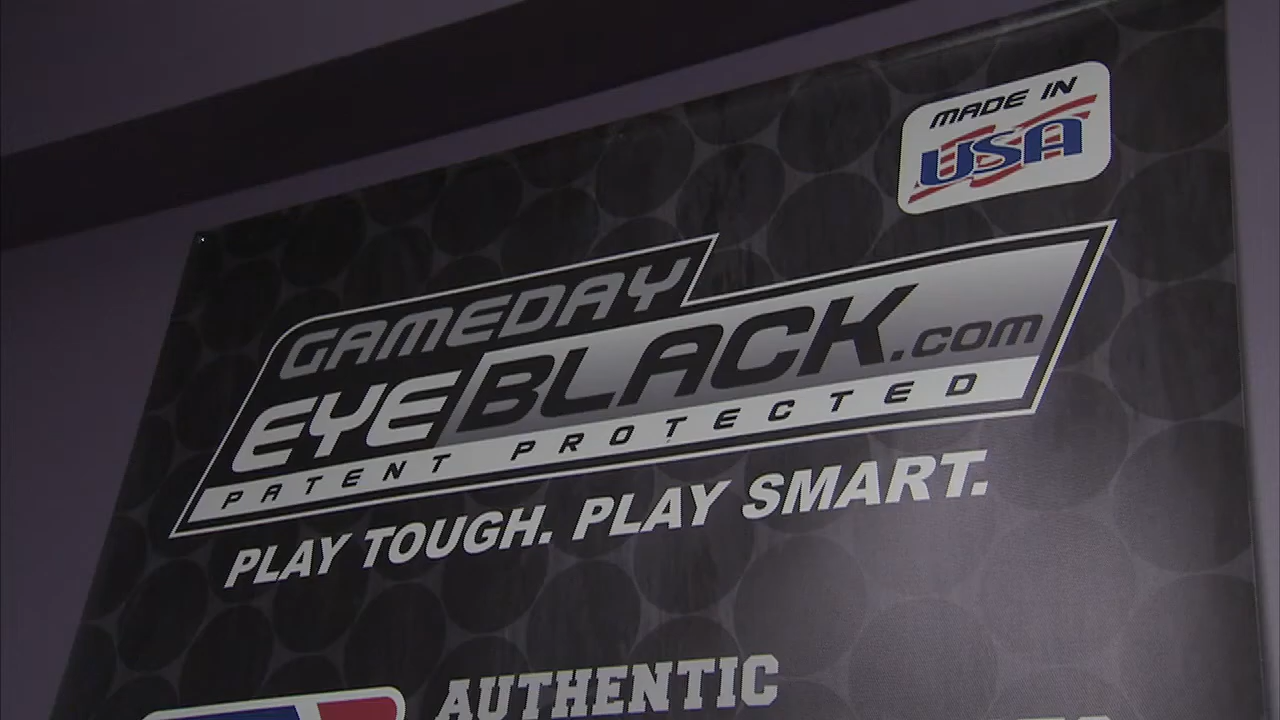 MADE IN
USA
GAMEDAY
EYEBLACK.com
PATENT PROTECTED
PLAY TOUGH. PLAY SMART.
AUTHENTIC